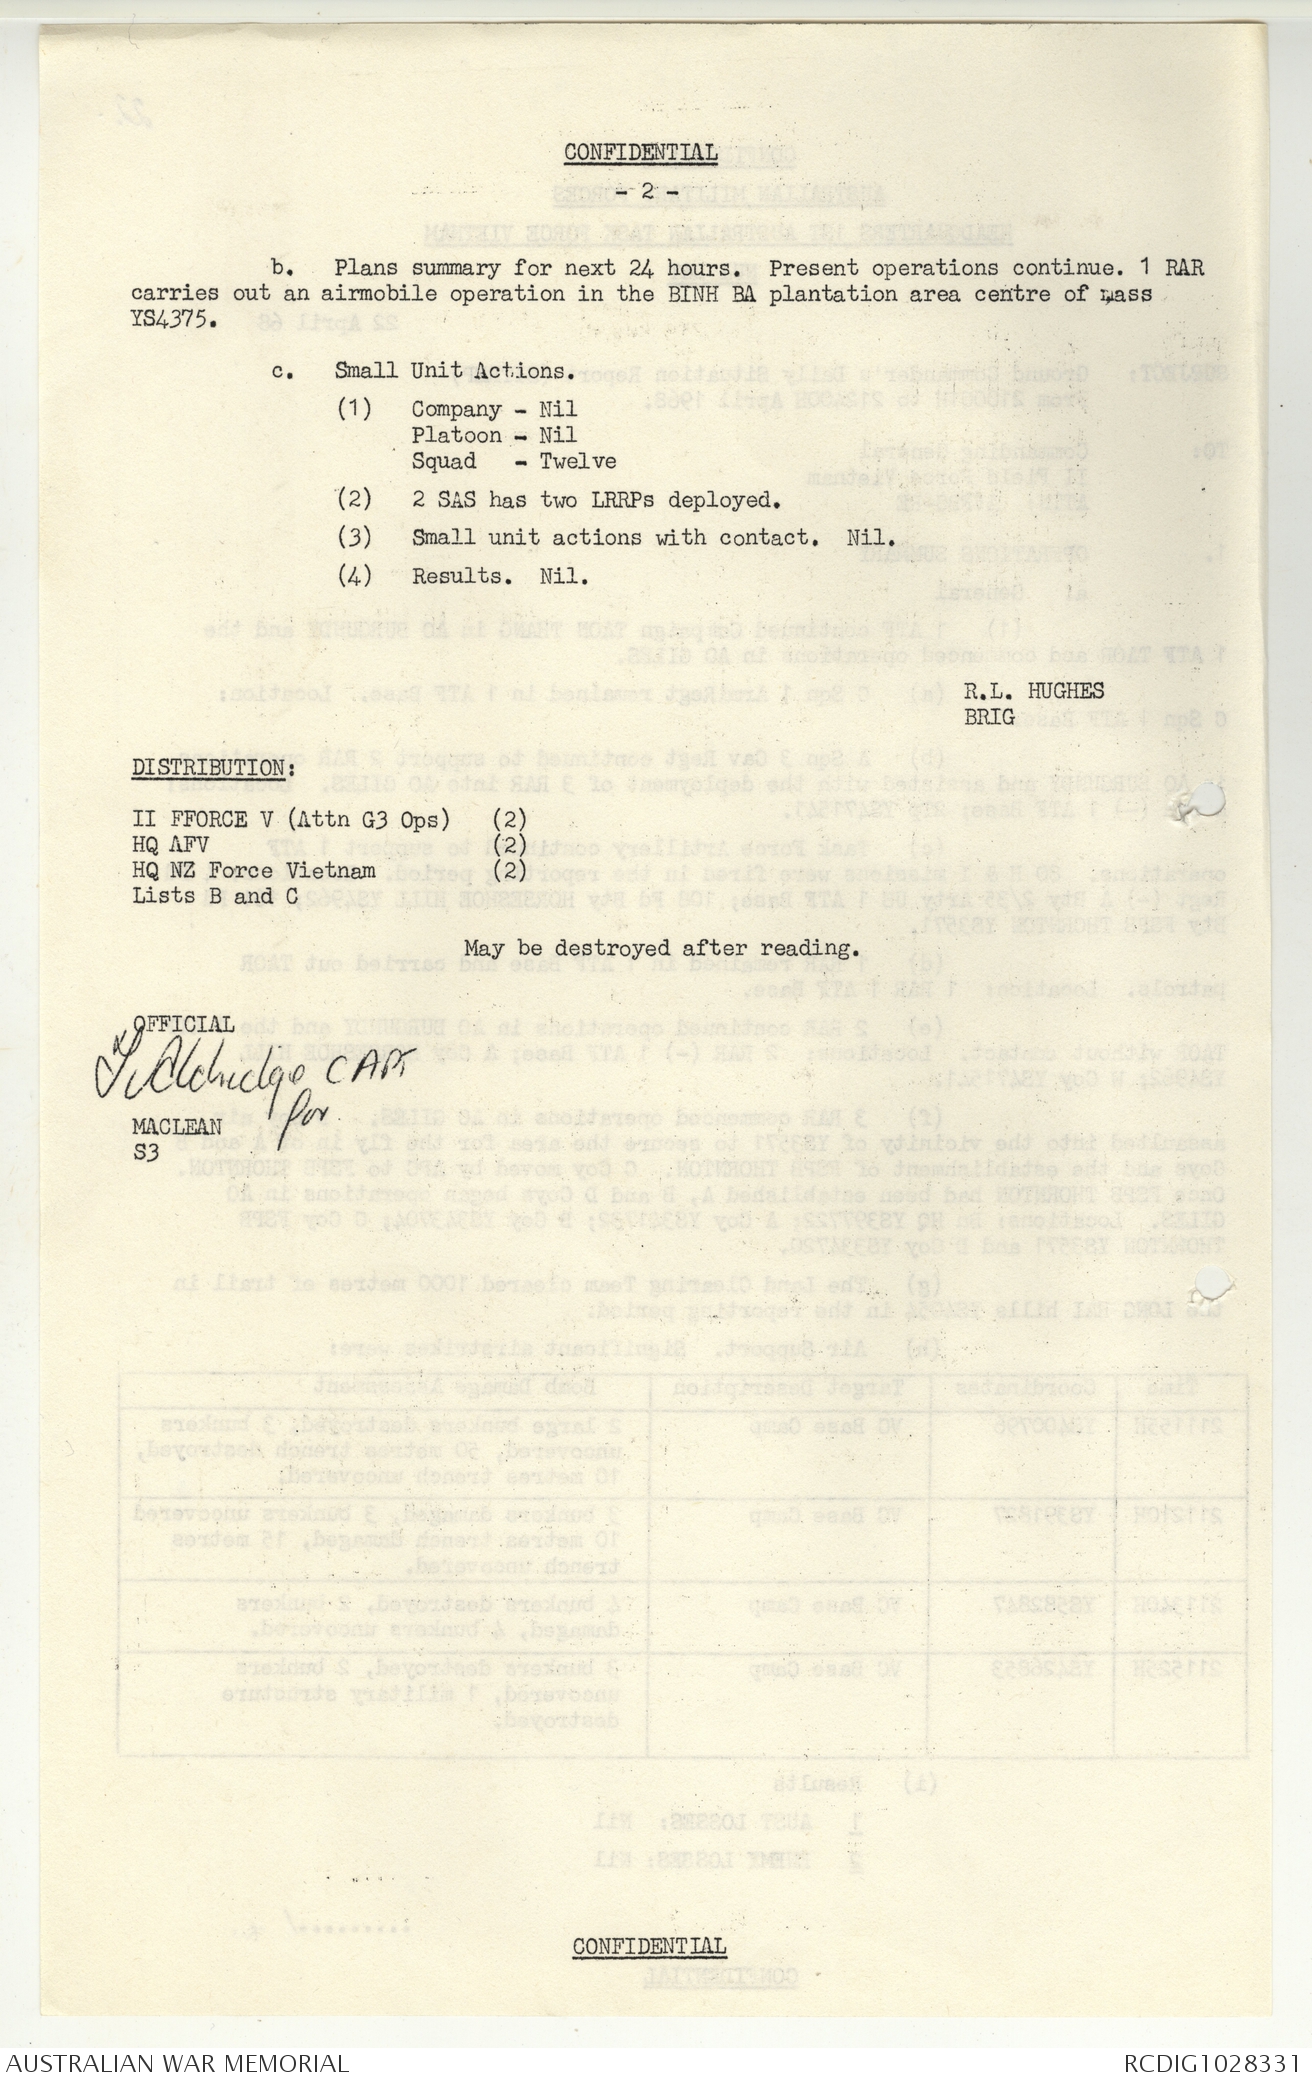 CONFIDENTIAL
- 2 -
b. Plans summary for next 24 hours. Present operations continue. 1 RAR
carries out an airmobile operation in the BINH BA plantation area centre of mass
YS4375.
c. Small Unit Actions.
(1) Company - Nil
Platoon - Nil
Squad - Twelve
(2) 2 SAS has two LRRPs deployed.
(3) Small unit actions with contact. Nil.
(4) Results. Nil.
R.L. HUGHES
BRIG
DISTRIBUTION:
II FFORCE V (Attn G3 Ops) (2)
HQ AFV (2)
HQ NZ Force Vietnam (2)
Lists B and C
May be destroyed after reading.
OFFICIAL
Aldridge CAPT
for
MACLEAN
S3
CONFIDENTIAL
AUSTRALIAN WAR MEMORIAL
RCDIG1028331